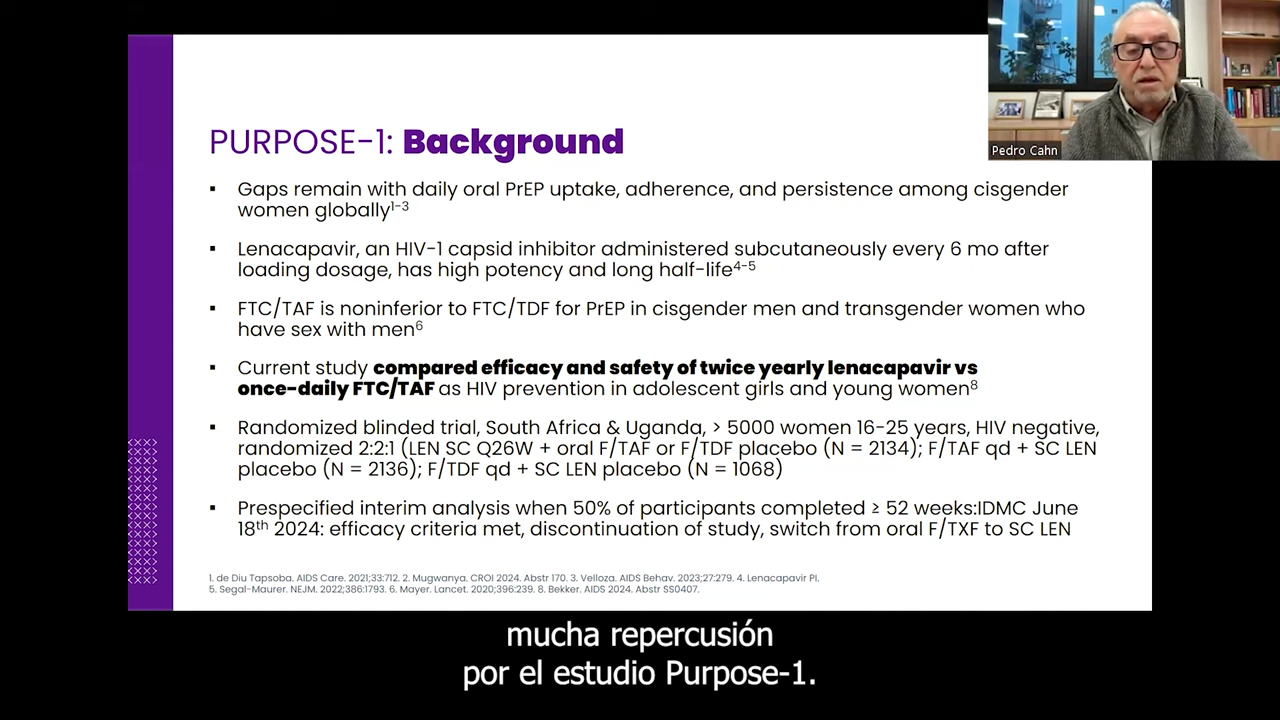 Pedro Cahn
PURPOSE-1: Background
▪ Gaps remain with daily oral PrEP uptake, adherence, and persistence among cisgender
women globally1-3
▪ Lenacapavir, an HIV-1 capsid inhibitor administered subcutaneously every 6 mo after
loading dosage, has high potency and long half-life4-5
▪ FTC/TAF is noninferior to FTC/TDF for PrEP in cisgender men and transgender women who
have sex with men6
▪ Current study compared efficacy and safety of twice yearly lenacapavir vs
once-daily FTC/TAF as HIV prevention in adolescent girls and young women8
▪ Randomized blinded trial, South Africa & Uganda, > 5000 women 16-25 years, HIV negative,
randomized 2:2:1 (LEN SC Q26W + oral F/TAF or F/TDF placebo (N = 2134); F/TAF qd + SC LEN
placebo (N = 2136); F/TDF qd + SC LEN placebo (N = 1068)
▪ Prespecified interim analysis when 50% of participants completed ≥ 52 weeks:IDMC June
18th 2024: efficacy criteria met, discontinuation of study, switch from oral F/TXF to SC LEN
1. de Diu Tapsoba. AIDS Care. 2021;33:712. 2. Mugwanya. CROI 2024. Abstr 170. 3. Velloza. AIDS Behav. 2023;27:279. 4. Lenacapavir PI.
5. Segal-Maurer. NEJM. 2022;386:1793. 6. Mayer. Lancet. 2020;396:239. 8. Bekker. AIDS 2024. Abstr SS0407.
mucha repercusión
por el estudio Purpose-1.